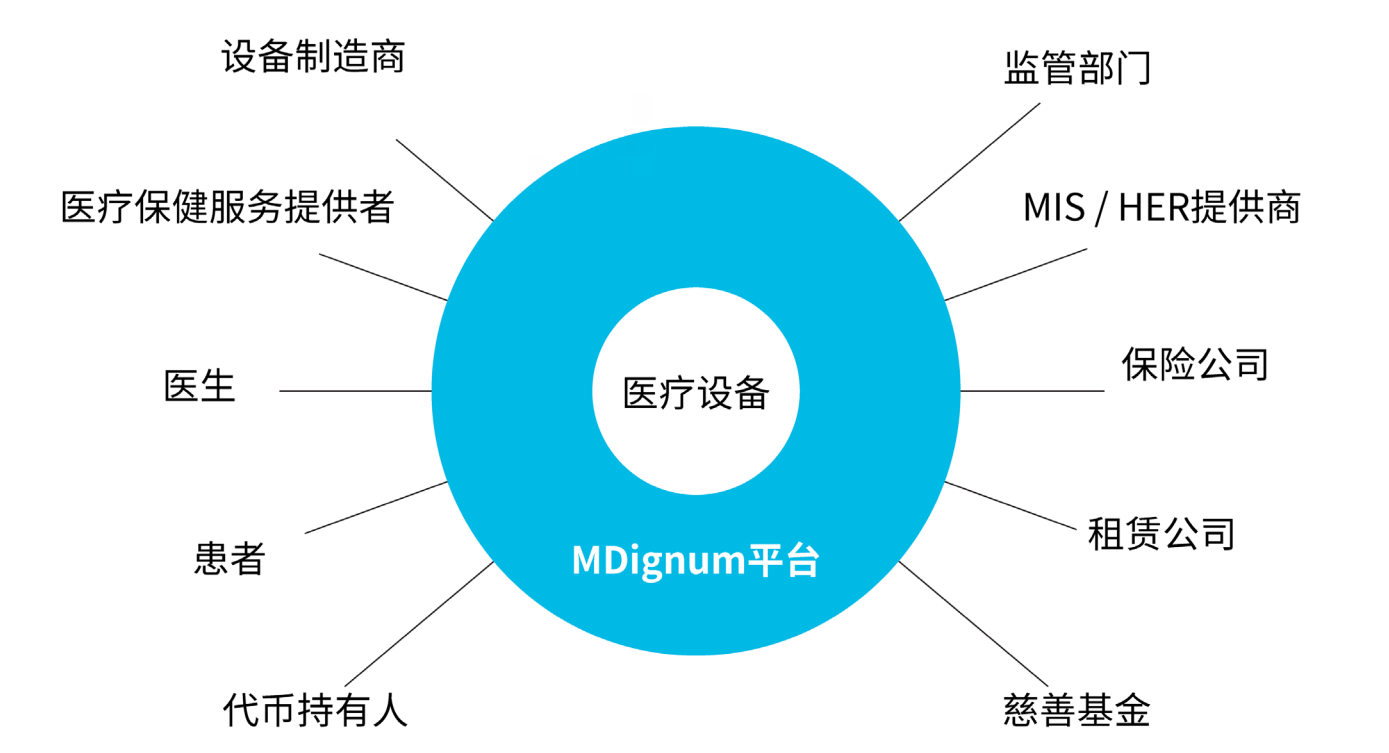 设备制造商
监管部门
医疗保健服务提供者
MIS / HER提供商
医生
医疗设备
保险公司
患者
MDignum平台
租赁公司
代币持有人
慈善基金